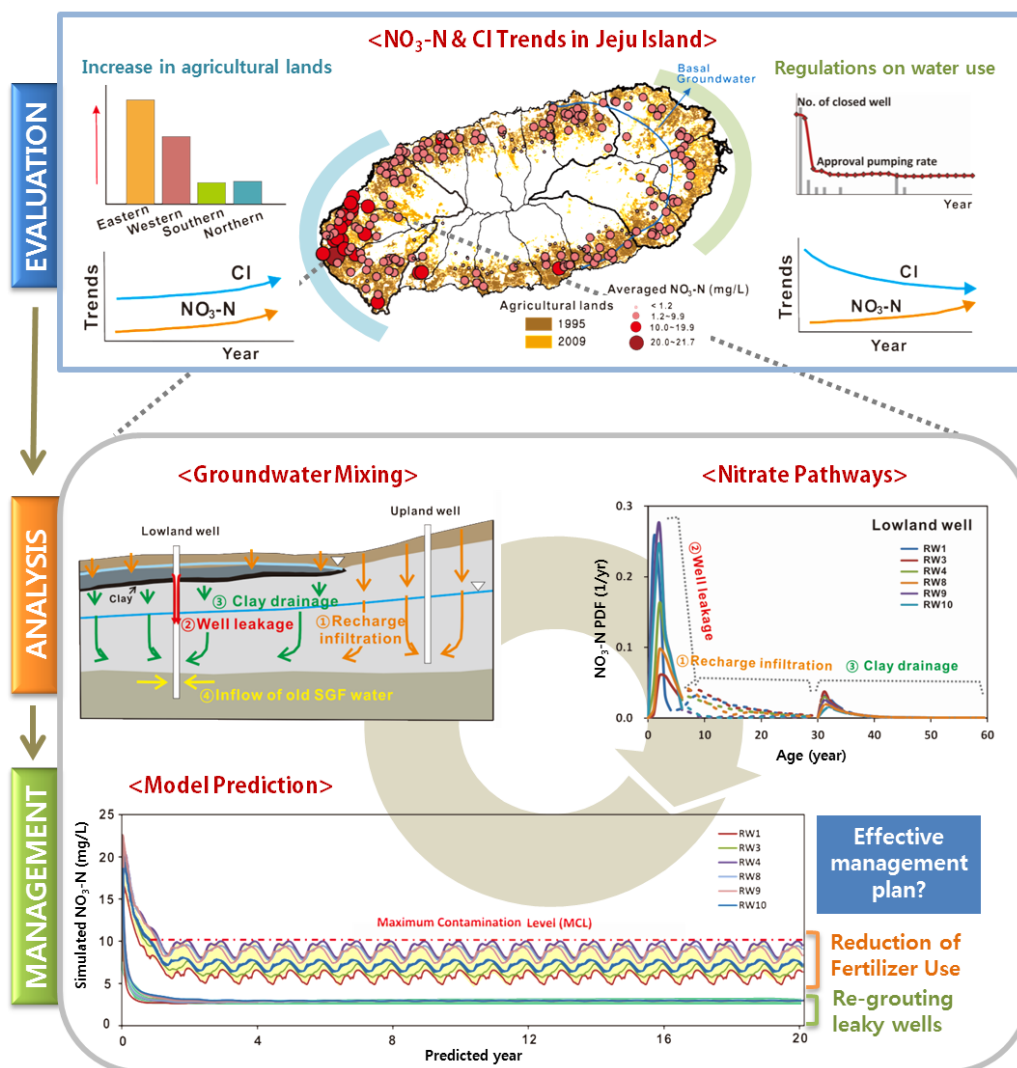 <NO₃-N & Cl Trends in Jeju Island>
Increase in agricultural lands
Eastern
Western
Southern
Northern
Trends
Cl
NO₃-N
Year
Basal
Groundwater
Agricultural lands
1995
2009
Averaged NO₃-N (mg/L)
< 1.2
1.2~9.9
10.0~19.9
20.0~21.7
Regulations on water use
No. of closed well
Approval pumping rate
Year
Trends
Cl
NO₃-N
Year
EVALUATION
ANALYSIS
MANAGEMENT
<Groundwater Mixing>
Upland well
Lowland well
Clay
③ Clay drainage
② Well leakage
① Recharge
infiltration
④ Inflow of old SGF water
<Nitrate Pathways>
NO₃-N PDF (1/yr)
0.3
0.2
0.1
0.0
0 10 20 30 40 50 60
Age (year)
Lowland well
RW1
RW3
RW4
RW8
RW9
RW10
② Well leakage
① Recharge infiltration
③ Clay drainage
<Model Prediction>
Simulated NO₃-N (mg/L)
25
20
15
10
5
0
0 4 8 12 16 20
Predicted year
RW1
RW3
RW4
RW8
RW9
RW10
Maximum Contamination Level (MCL)
Effective
management
plan?
Reduction of
Fertilizer Use
Re-grouting
leaky wells